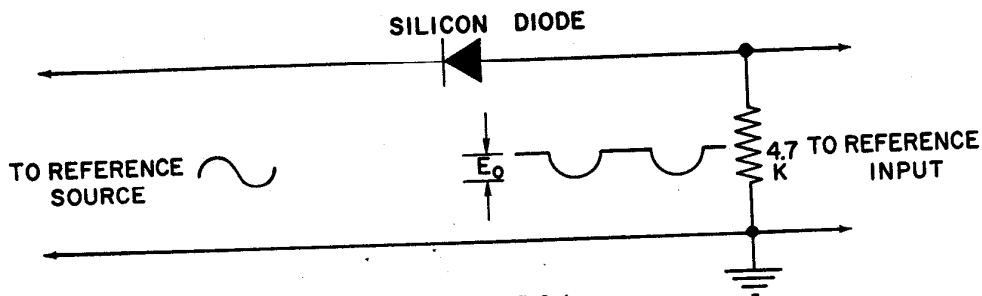 SILICON DIODE
TO REFERENCE
SOURCE
E₀
4.7
K
TO REFERENCE
INPUT